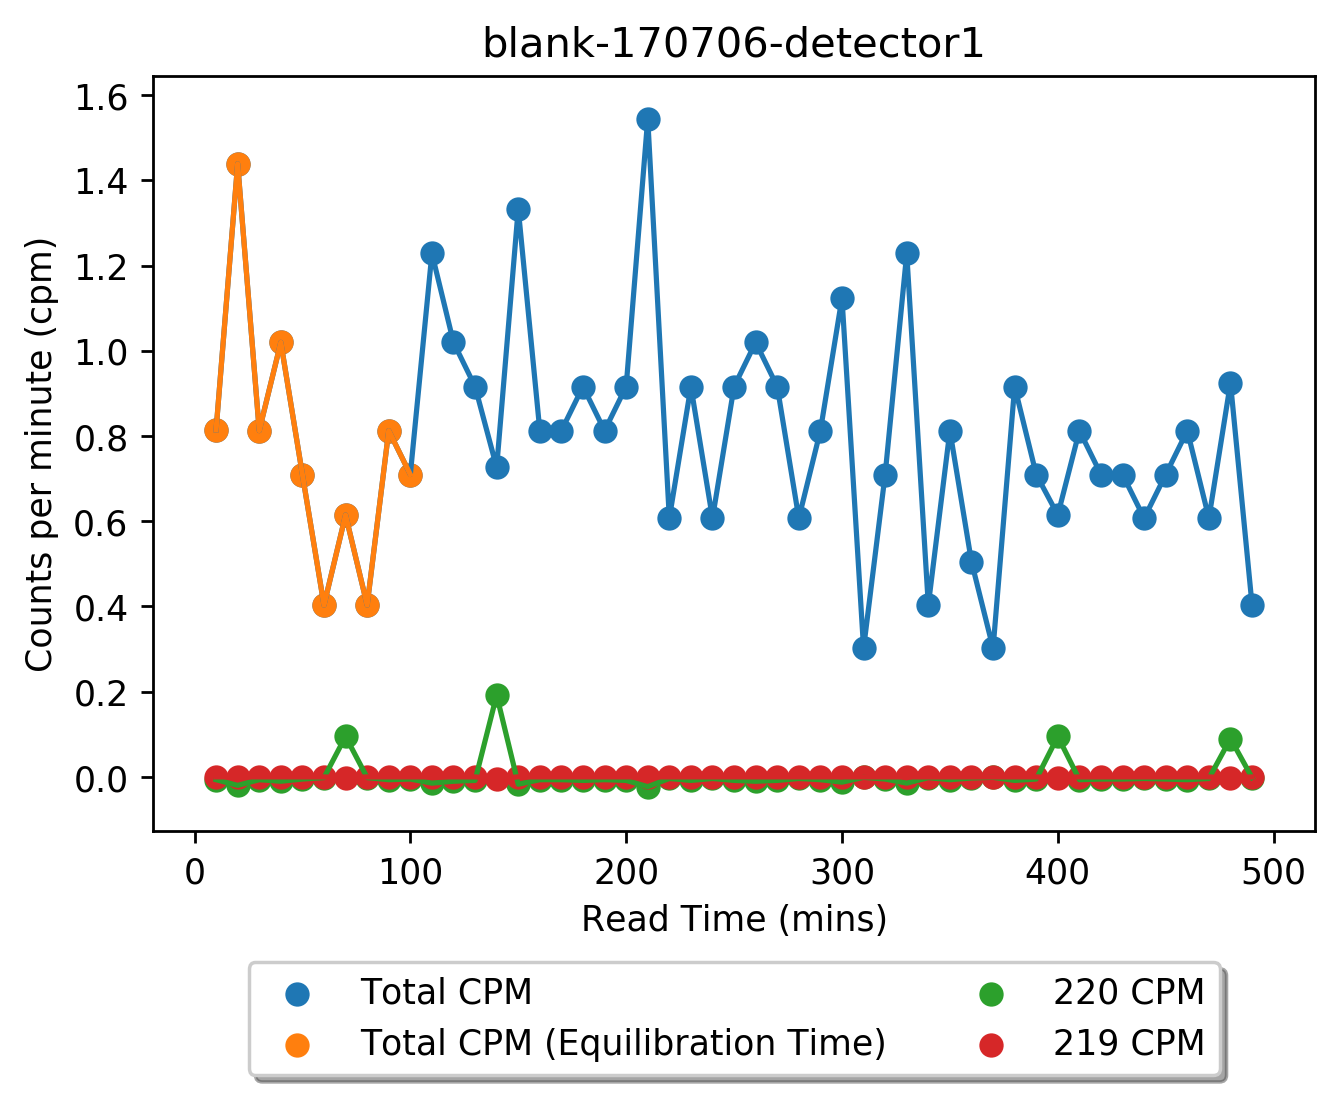 blank-170706-detector1
Counts per minute (cpm)
1.6
1.4
1.2
1.0
0.8
0.6
0.4
0.2
0.0
0 100 200 300 400 500
Read Time (mins)
Total CPM 220 CPM
Total CPM (Equilibration Time) 219 CPM